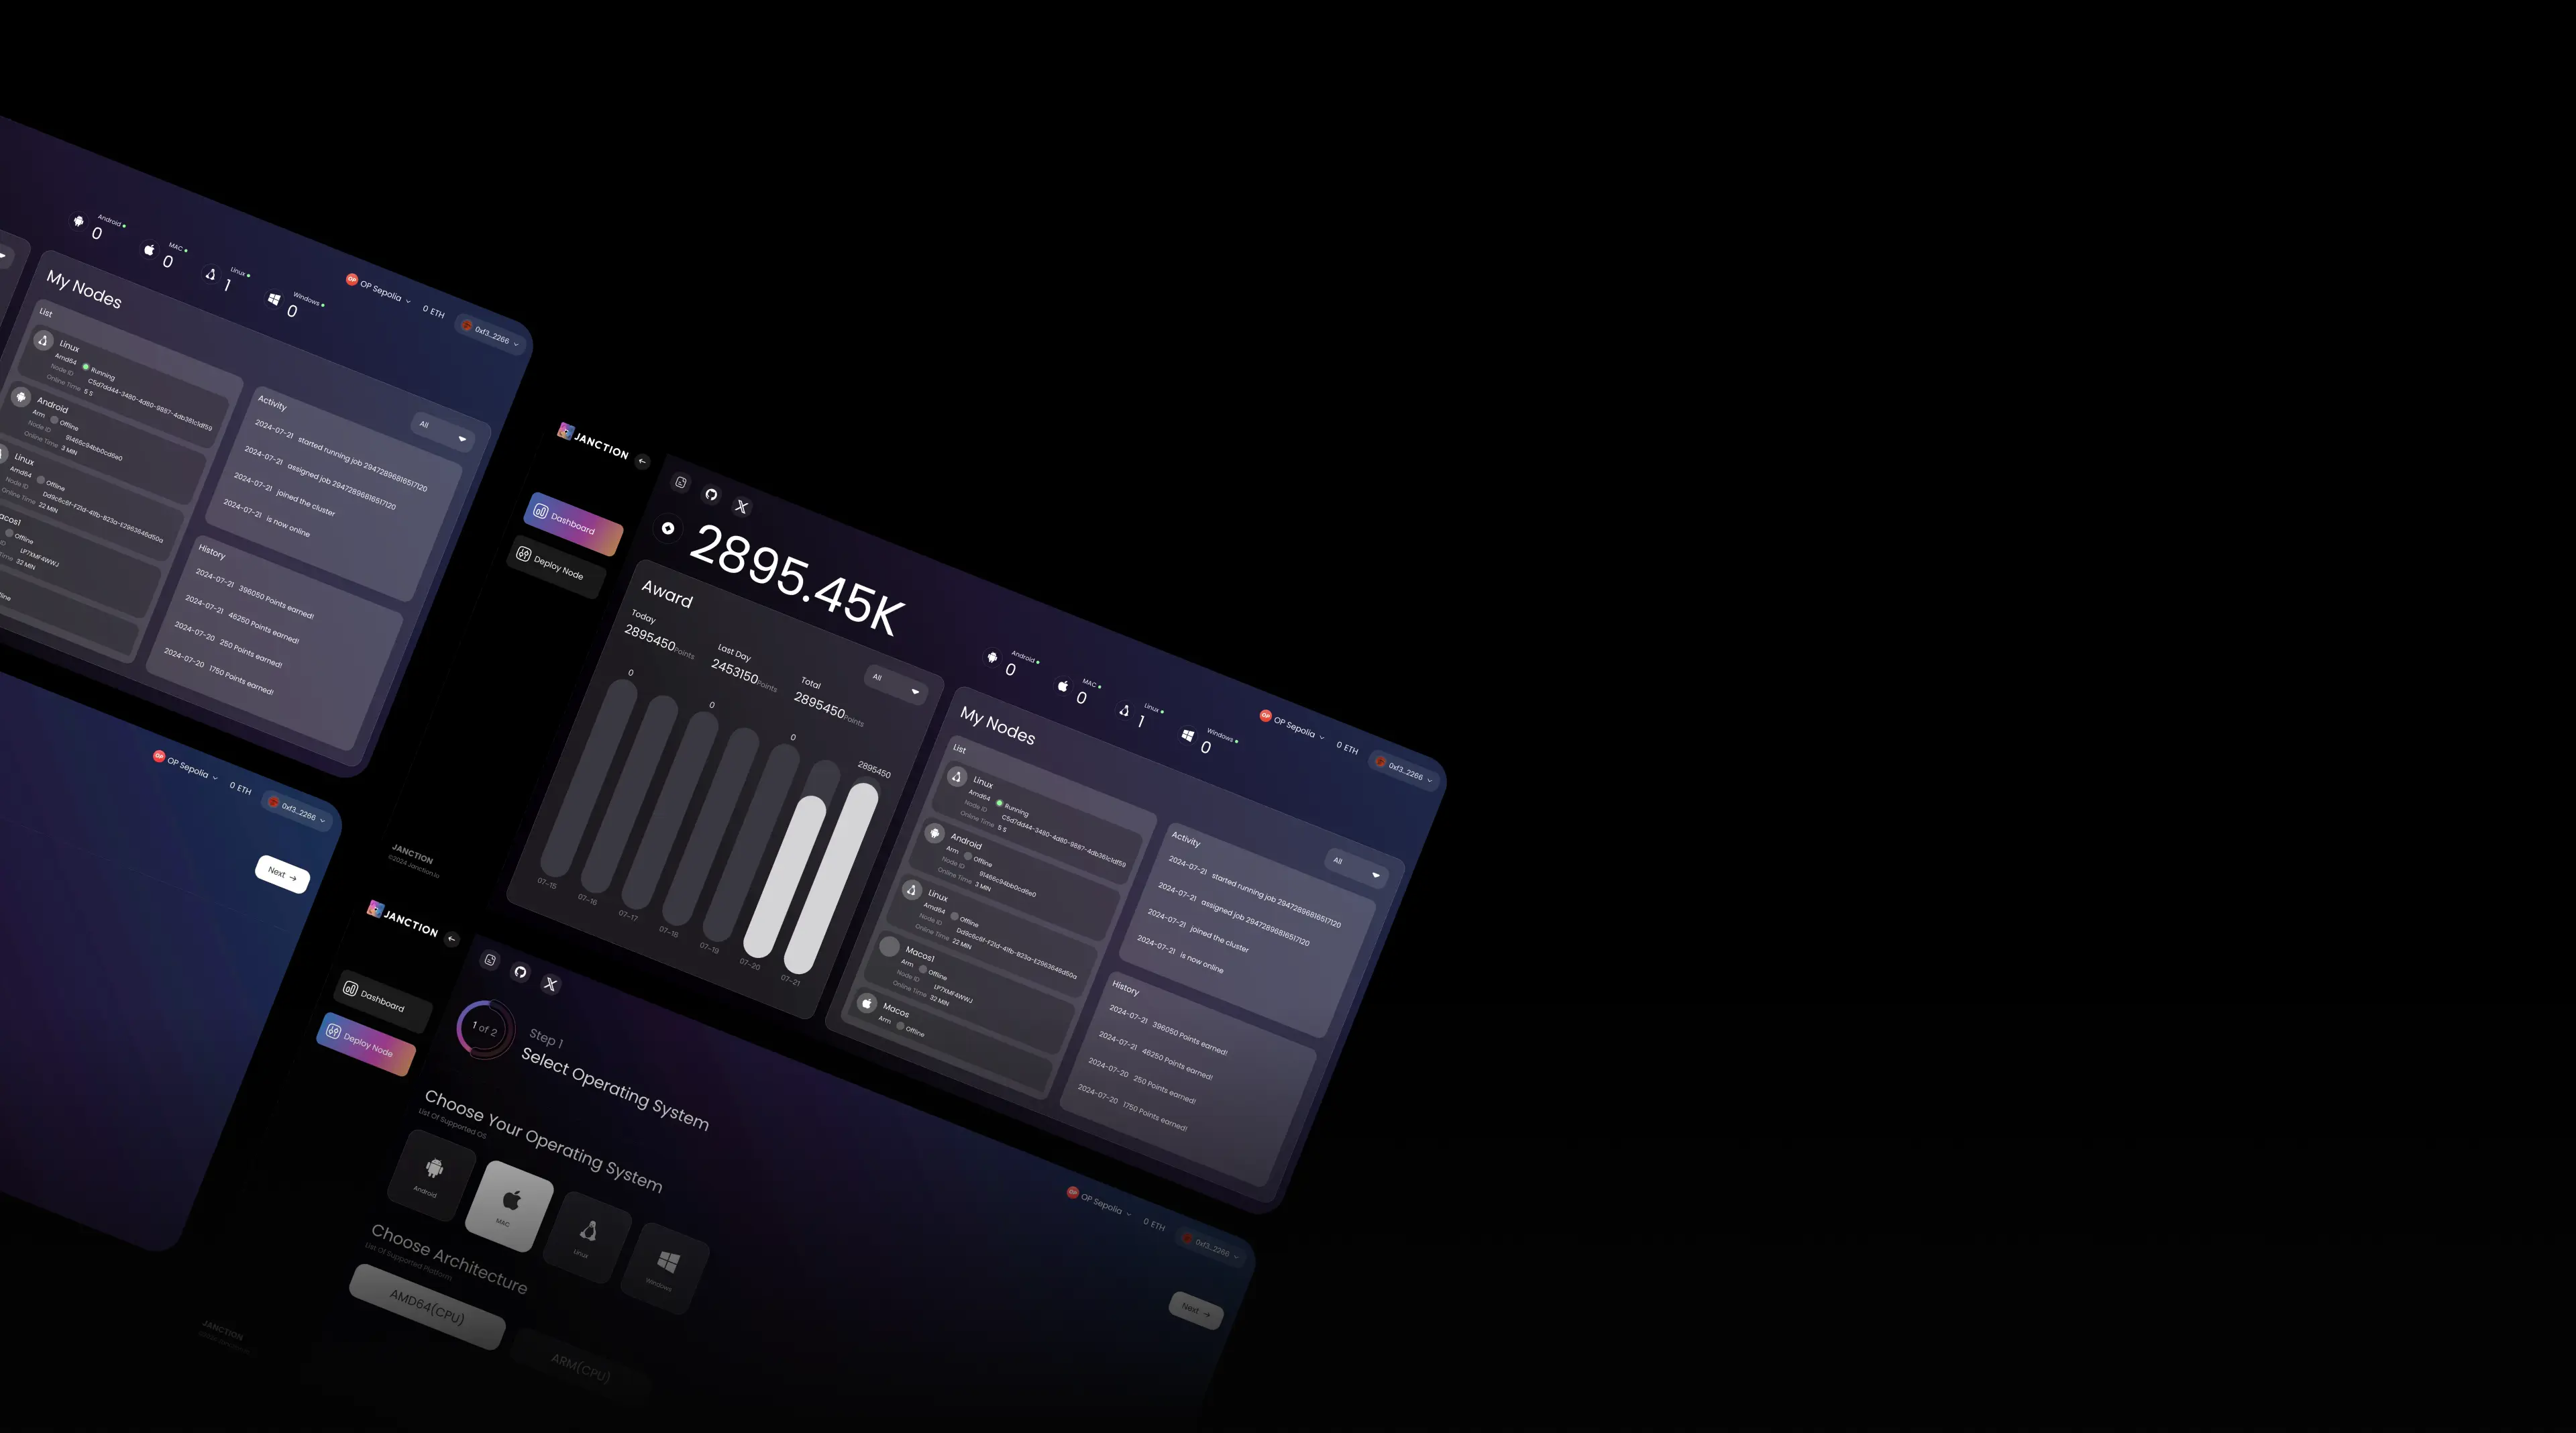 Android
0
MAC
0
Linux
1
Windows
0
OP Sepolia
0 ETH
0xf3...2266
My Nodes
List
Linux
Amd64 Running
Node ID C5d7dd44-3480-4d80-9887-4db361c1df59
Online Time 5 S
Android
Arm Offline
Node ID 91466c94bb0cd5e0
Online Time 3 MIN
Linux
Amd64 Offline
Node ID Dd9c6c6f-F21d-411b-823a-E2963646d50a
Online Time 22 MIN
Offline
LP7XMF4WWJ
32 MIN
Activity
All
2024-07-21 started running job 29472896816517120
2024-07-21 assigned job 29472896816517120
2024-07-21 joined the cluster
2024-07-21 is now online
History
2024-07-21 396050 Points earned!
2024-07-21 46250 Points earned!
2024-07-20 250 Points earned!
2024-07-20 1750 Points earned!
OP Sepolia
0 ETH
0xf3...2266
Next →
JANCTION
Dashboard
Deploy Node
JANCTION
©2024 Janction.io
2895.45K
Award
Today
2895450 Points
Last Day
2453150 Points
Total
2895450 Points
All
0
0
0
2895450
07-15
07-16
07-17
07-18
07-19
07-20
07-21
Android
0
MAC
0
Linux
1
Windows
0
OP Sepolia
0 ETH
0xf3...2266
My Nodes
List
Linux
Amd64 Running
Node ID C5d7dd44-3480-4d80-9887-4db361c1df59
Online Time 5 S
Android
Arm Offline
Node ID 91466c94bb0cd5e0
Online Time 3 MIN
Linux
Amd64 Offline
Node ID Dd9c6c6f-F21d-411b-823a-E2963646d50a
Online Time 22 MIN
Macos1
Arm Offline
Node ID LP7XMF4WWJ
Online Time 32 MIN
Macos
Arm Offline
Activity
All
2024-07-21 started running job 29472896816517120
2024-07-21 assigned job 29472896816517120
2024-07-21 joined the cluster
2024-07-21 is now online
History
2024-07-21 396050 Points earned!
2024-07-21 46250 Points earned!
2024-07-20 250 Points earned!
2024-07-20 1750 Points earned!
JANCTION
Dashboard
Deploy Node
JANCTION
1 of 2
Step 1
Select Operating System
Choose Your Operating System
List Of Supported OS
Android
MAC
Linux
Windows
Choose Architecture
List Of Supported Platform
AMD64(CPU)
ARM(CPU)
OP Sepolia
0 ETH
0xf3...2266
Next →